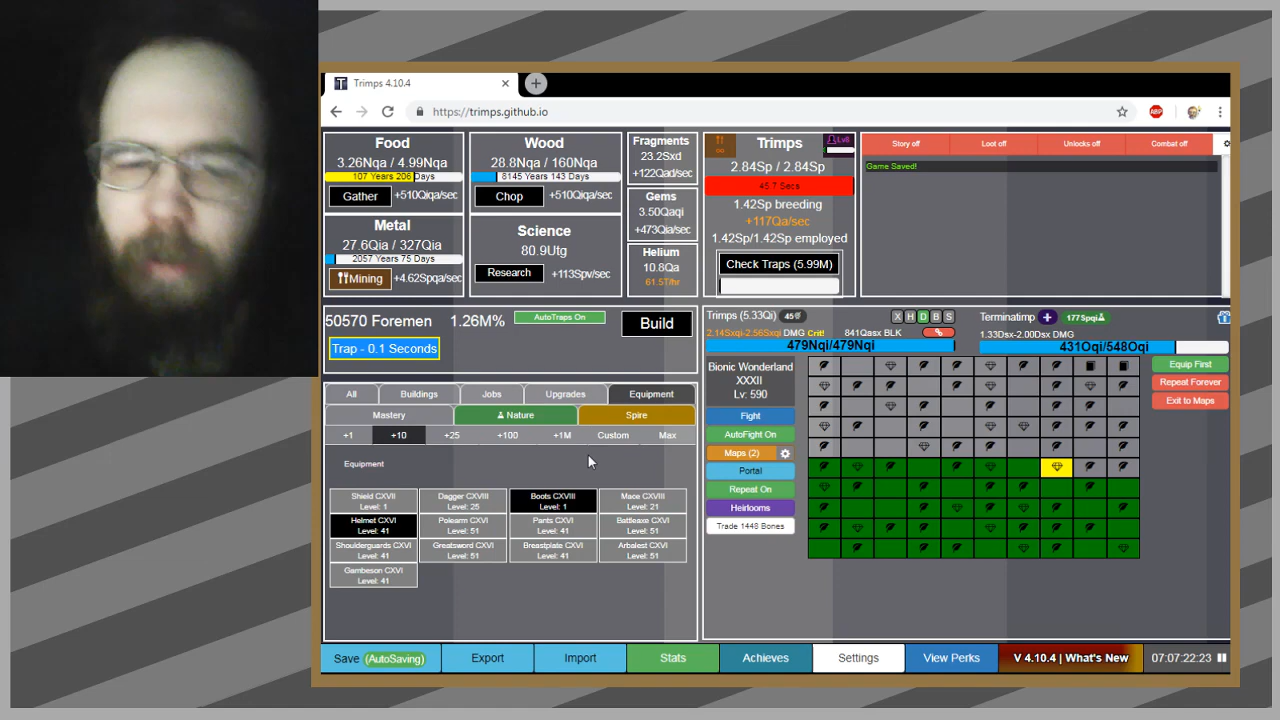 Trimps 4.10.4
https://trimps.github.io
Food
3.26Nqa / 4.99Nqa
107 Years 206 Days
Gather
+510Qiqa/sec
Wood
28.8Nqa / 160Nqa
8145 Years 143 Days
Chop
+510Qiqa/sec
Metal
27.6Qia / 327Qia
2057 Years 75 Days
Mining
+4.62Spqa/sec
Science
80.9Utg
Research
+113Spv/sec
Fragments
23.2Sxd
+122Qad/sec
Gems
3.50Qaqi
+473Qia/sec
Helium
10.8Qa
61.5T/hr
Trimps
2.84Sp / 2.84Sp
45.7 Secs
1.42Sp breeding
+117Qa/sec
1.42Sp/1.42Sp employed
Check Traps (5.99M)
Story off
Loot off
Unlocks off
Combat off
Game Saved!
50570 Foremen
1.26M%
AutoTraps On
Build
Trap - 0.1 Seconds
All
Buildings
Jobs
Upgrades
Equipment
Mastery
Nature
Spire
+1
+10
+25
+100
+1M
Custom
Max
Equipment
Shield CXVII
Level: 1
Dagger CXVIII
Level: 25
Boots CXVIII
Level: 1
Mace CXVIII
Level: 21
Helmet CXVI
Level: 41
Polearm CXVI
Level: 51
Pants CXVI
Level: 41
Battleaxe CXVI
Level: 51
Shoulderguards CXVI
Level: 41
Greatsword CXVI
Level: 51
Breastplate CXVI
Level: 41
Arbalest CXVI
Level: 51
Gambeson CXVI
Level: 41
Trimps (5.33Qi)
45
X H D B S
2.14Sxqi-2.56Sxqi DMG Crit!
841Qasx BLK
479Nqi/479Nqi
Terminatimp
177Spqi
1.33Dsx-2.00Dsx DMG
431Oqi/548Oqi
Bionic Wonderland
XXXII
Lv: 590
Fight
AutoFight On
Maps (2)
Portal
Repeat On
Heirlooms
Trade 1448 Bones
Equip First
Repeat Forever
Exit to Maps
Save (AutoSaving)
Export
Import
Stats
Achieves
Settings
View Perks
V 4.10.4 | What's New
07:07:22:23